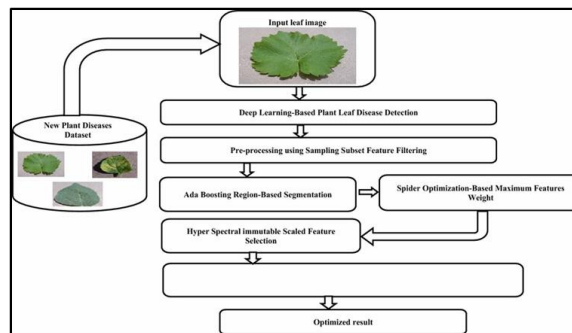 Input leaf image
New Plant Diseases
Dataset
Deep Learning-Based Plant Leaf Disease Detection
Pre-processing using Sampling Subset Feature Filtering
Ada Boosting Region-Based Segmentation
Spider Optimization-Based Maximum Features
Weight
Hyper Spectral immutable Scaled Feature
Selection
Optimized result